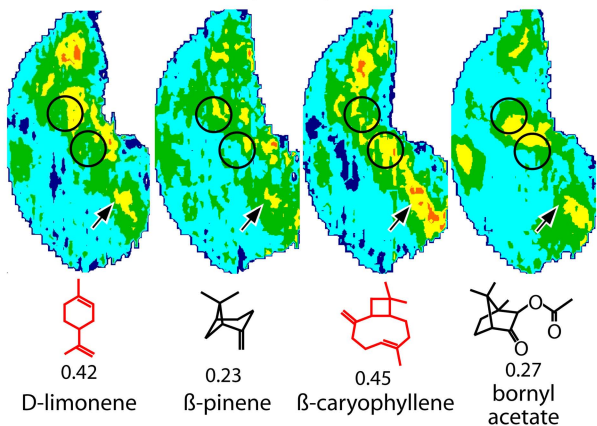 O
O
O
0.42
0.23
0.45
0.27
D-limonene
ß-pinene
ß-caryophyllene
bornyl
acetate